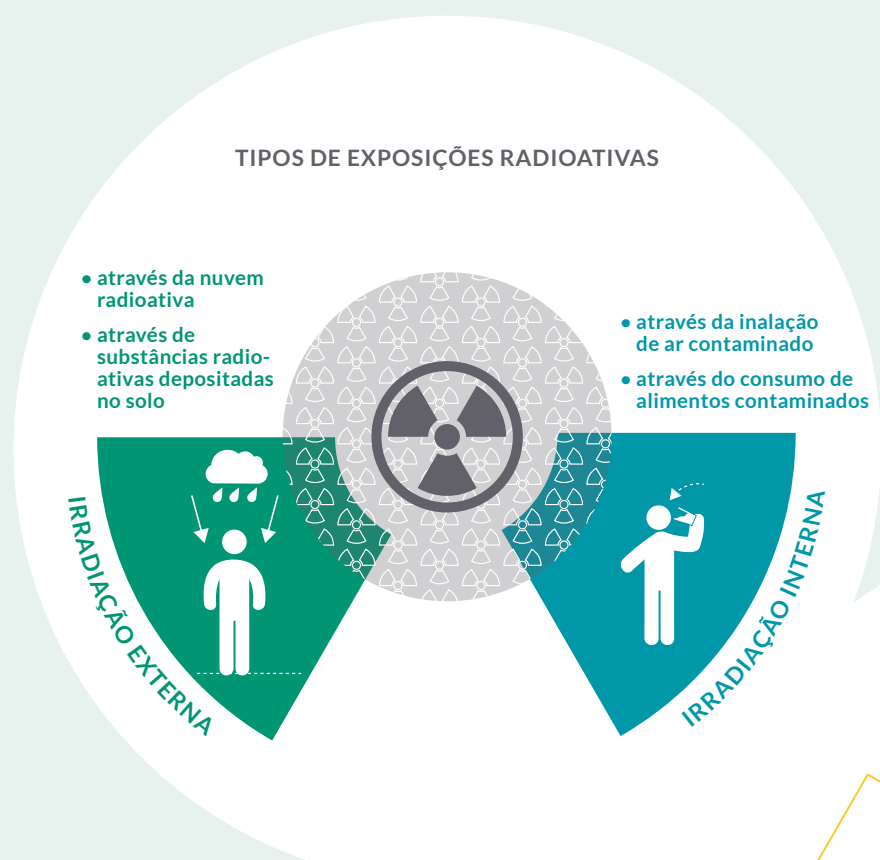 TIPOS DE EXPOSIÇÕES RADIOATIVAS
• através da nuvem
radioativa
• através de
substâncias radio-
ativas depositadas
no solo
• através da inalação
de ar contaminado
• através do consumo de
alimentos contaminados
IRRADIAÇÃO EXTERNA
IRRADIAÇÃO INTERNA